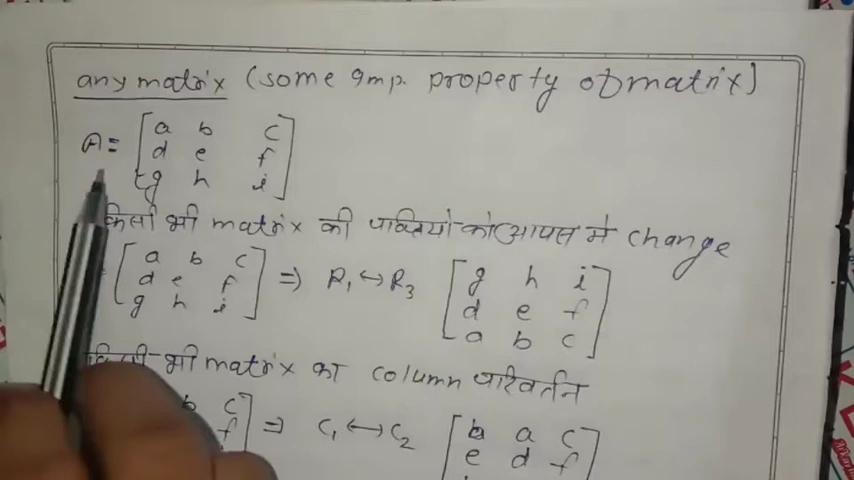 any matrix (some imp. property of matrix)
A = [a b c
d e f
g h i]
किसी भी matrix की पक्तियो को आपस मे change
= [a b c
d e f
g h i] ⇒ R₁ ↔ R₃ [g h i
d e f
a b c]
किसी भी matrix का column परिवर्तन
b c
f ⇒ C₁ ↔ C₂ [b a c
e d f